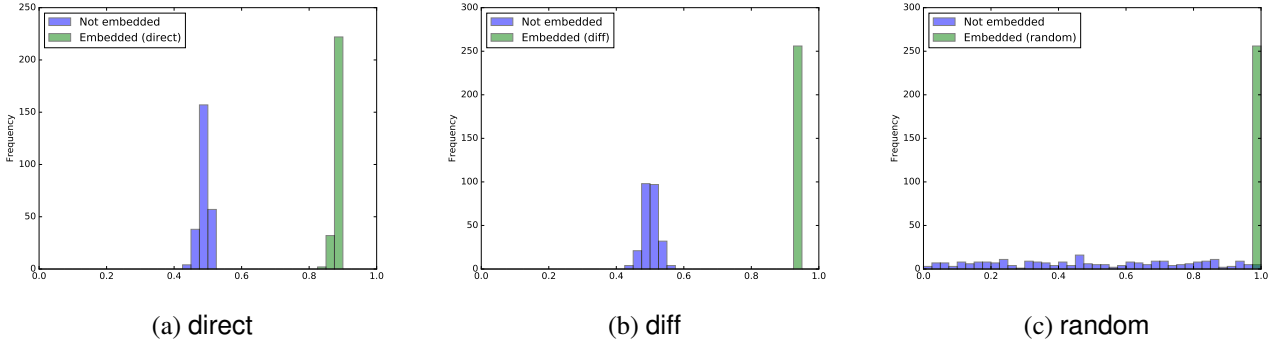 Not embedded
Embedded (direct)
Frequency
250
200
150
100
50
0
0.0 0.2 0.4 0.6 0.8 1.0
(a) direct
Not embedded
Embedded (diff)
Frequency
300
250
200
150
100
50
0
0.0 0.2 0.4 0.6 0.8 1.0
(b) diff
Not embedded
Embedded (random)
Frequency
300
250
200
150
100
50
0
0.0 0.2 0.4 0.6 0.8 1.0
(c) random